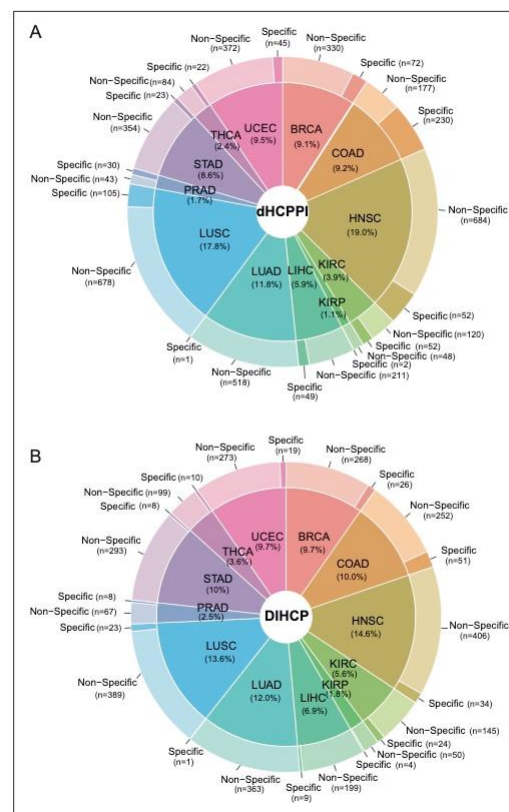 A
Non-Specific
(n=372)
Specific
(n=45)
Non-Specific
(n=330)
Specific (n=72)
Non-Specific
(n=177)
Specific
(n=230)
Non-Specific
(n=684)
Specific
(n=52)
Non-Specific
(n=120)
Specific
(n=52)
Non-Specific
(n=48)
Specific
(n=2)
Non-Specific
(n=211)
Specific
(n=49)
Non-Specific
(n=518)
Specific
(n=1)
Non-Specific
(n=678)
Specific (n=105)
Non-Specific
(n=43)
Specific (n=30)
Non-Specific
(n=354)
Specific (n=23)
Non-Specific
(n=84)
Specific (n=22)
UCEC
(9.5%)
BRCA
(9.1%)
COAD
(9.2%)
HNSC
(19.0%)
KIRC
(3.9%)
KIRP
(1.1%)
LIHC
(5.9%)
LUAD
(11.8%)
LUSC
(17.8%)
PRAD
(1.7%)
STAD
(8.6%)
THCA
(2.4%)
dHCPPI
B
Non-Specific
(n=273)
Specific
(n=19)
Non-Specific
(n=268)
Specific
(n=26)
Non-Specific
(n=252)
Specific
(n=51)
Non-Specific
(n=406)
Specific (n=34)
Non-Specific
(n=145)
Specific (n=24)
Non-Specific
(n=50)
Specific
(n=4)
Non-Specific
(n=199)
Specific
(n=9)
Non-Specific
(n=363)
Specific
(n=1)
Non-Specific
(n=389)
Specific (n=23)
Non-Specific (n=67)
Specific (n=8)
Non-Specific
(n=293)
Specific (n=8)
Non-Specific (n=99)
Specific (n=10)
UCEC
(9.7%)
BRCA
(9.7%)
COAD
(10.0%)
HNSC
(14.6%)
KIRC
(5.6%)
KIRP
(1.8%)
LIHC
(6.9%)
LUAD
(12.0%)
LUSC
(13.6%)
PRAD
(2.5%)
STAD
(10%)
THCA
(3.6%)
DIHCP